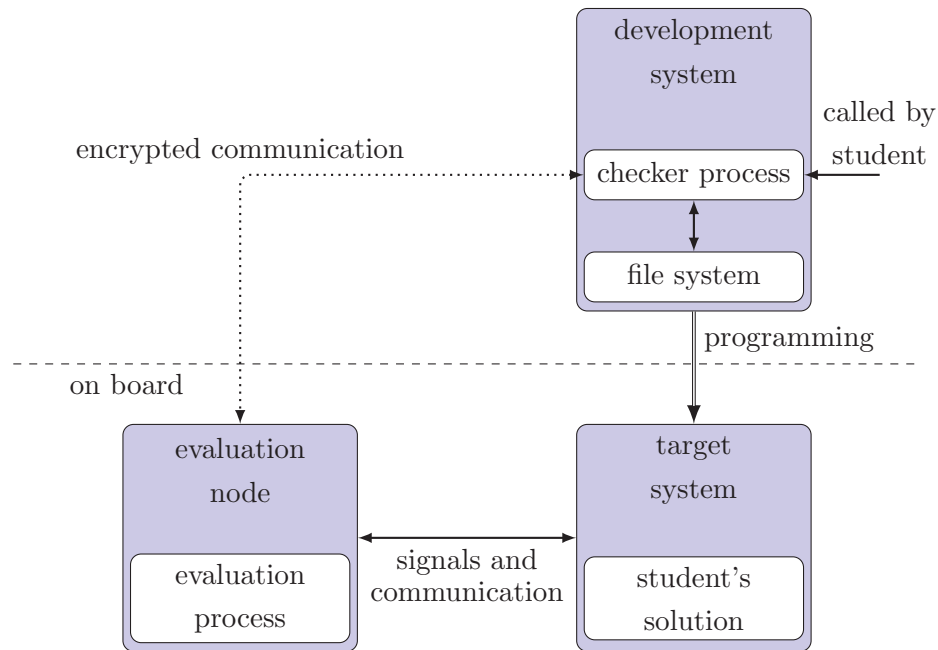 development
system
called by
student
encrypted communication
checker process
file system
programming
on board
evaluation
node
target
system
signals and
communication
evaluation
process
student's
solution